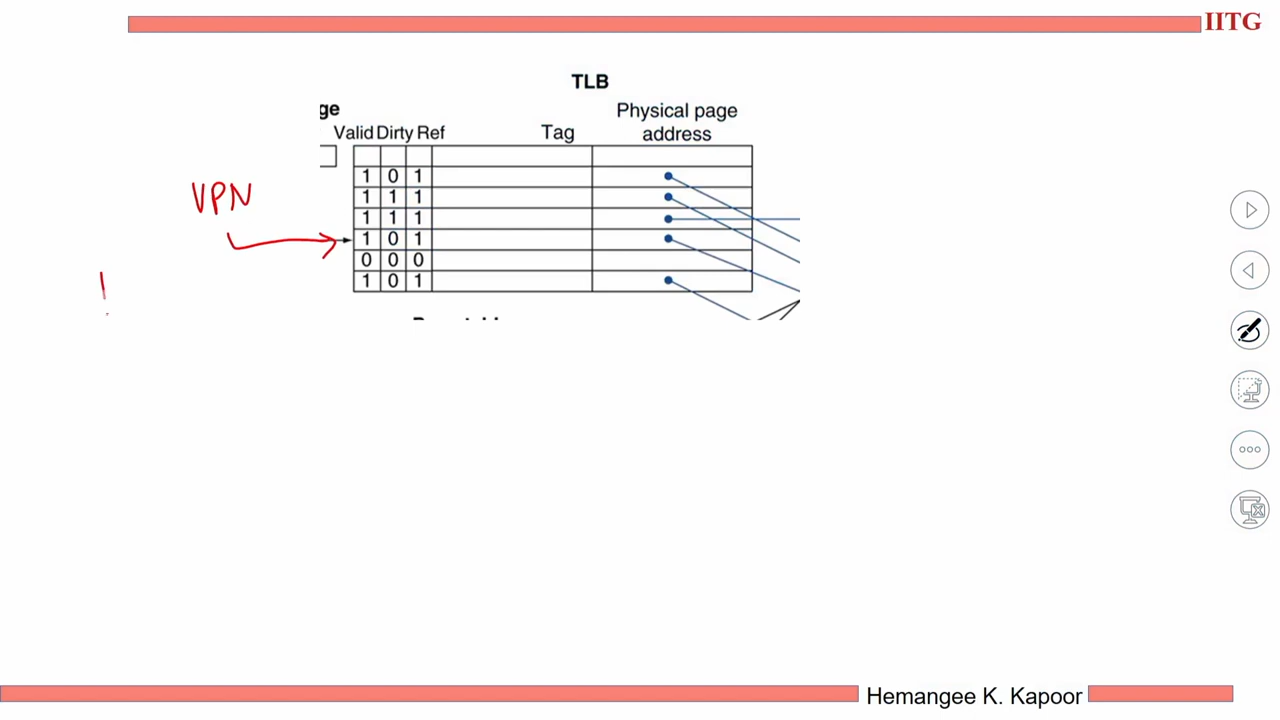 IITG
TLB
ge
Physical page
address
Valid Dirty Ref
Tag
VPN
1 0 1
1 1 1
1 1 1
1 0 1
0 0 0
1 0 1
Hemangee K. Kapoor